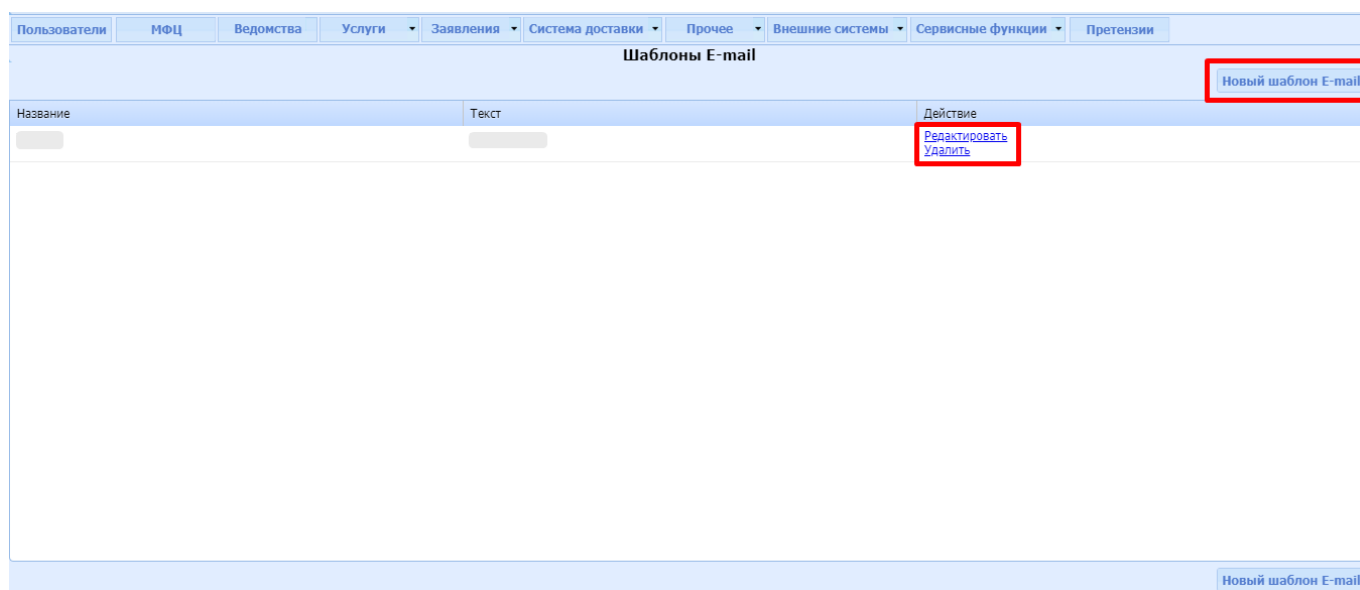 Пользователи МФЦ Ведомства Услуги Заявления Система доставки Прочее Внешние системы Сервисные функции Претензии
Шаблоны E-mail
Новый шаблон E-mail
Название Текст Действие
Редактировать
Удалить
Новый шаблон E-mail